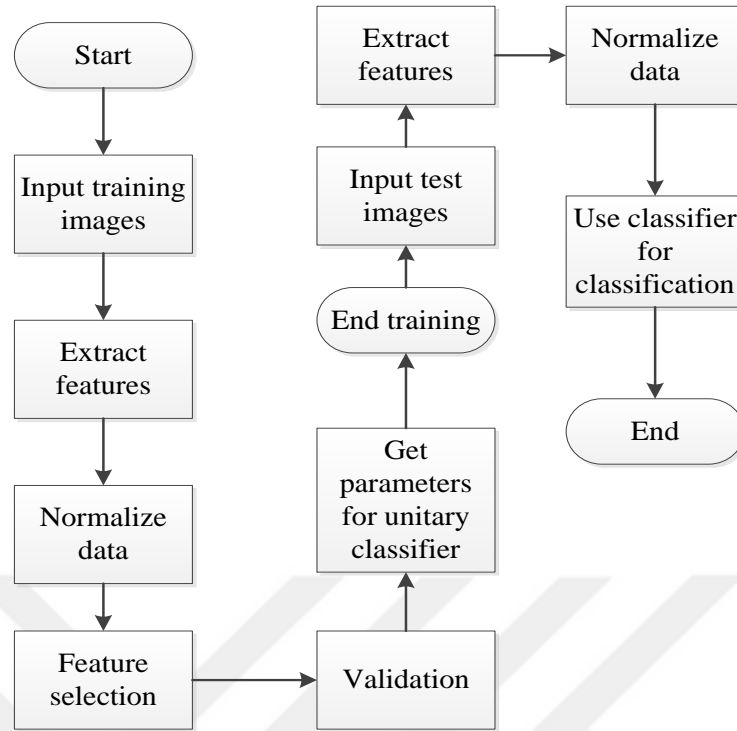 Start
Input training
images
Extract
features
Normalize
data
Feature
selection
Validation
Get
parameters
for unitary
classifier
End training
Input test
images
Extract
features
Normalize
data
Use classifier
for
classification
End